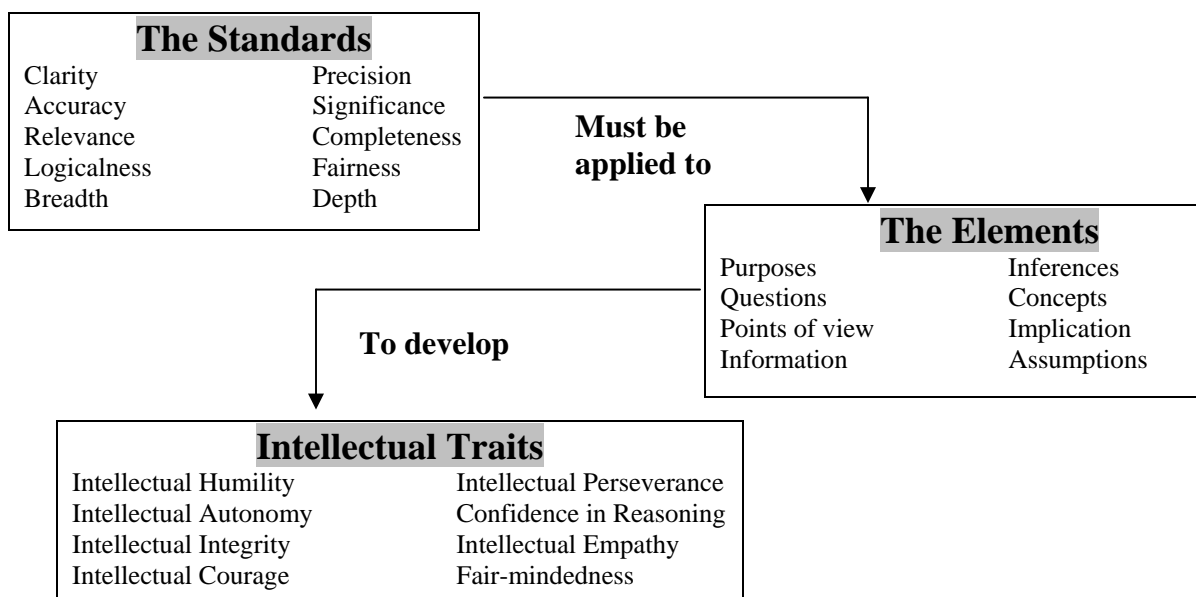 The Standards
Clarity Precision
Accuracy Significance
Relevance Completeness
Logicalness Fairness
Breadth Depth
Must be
applied to
The Elements
Purposes Inferences
Questions Concepts
Points of view Implication
Information Assumptions
To develop
Intellectual Traits
Intellectual Humility Intellectual Perseverance
Intellectual Autonomy Confidence in Reasoning
Intellectual Integrity Intellectual Empathy
Intellectual Courage Fair-mindedness